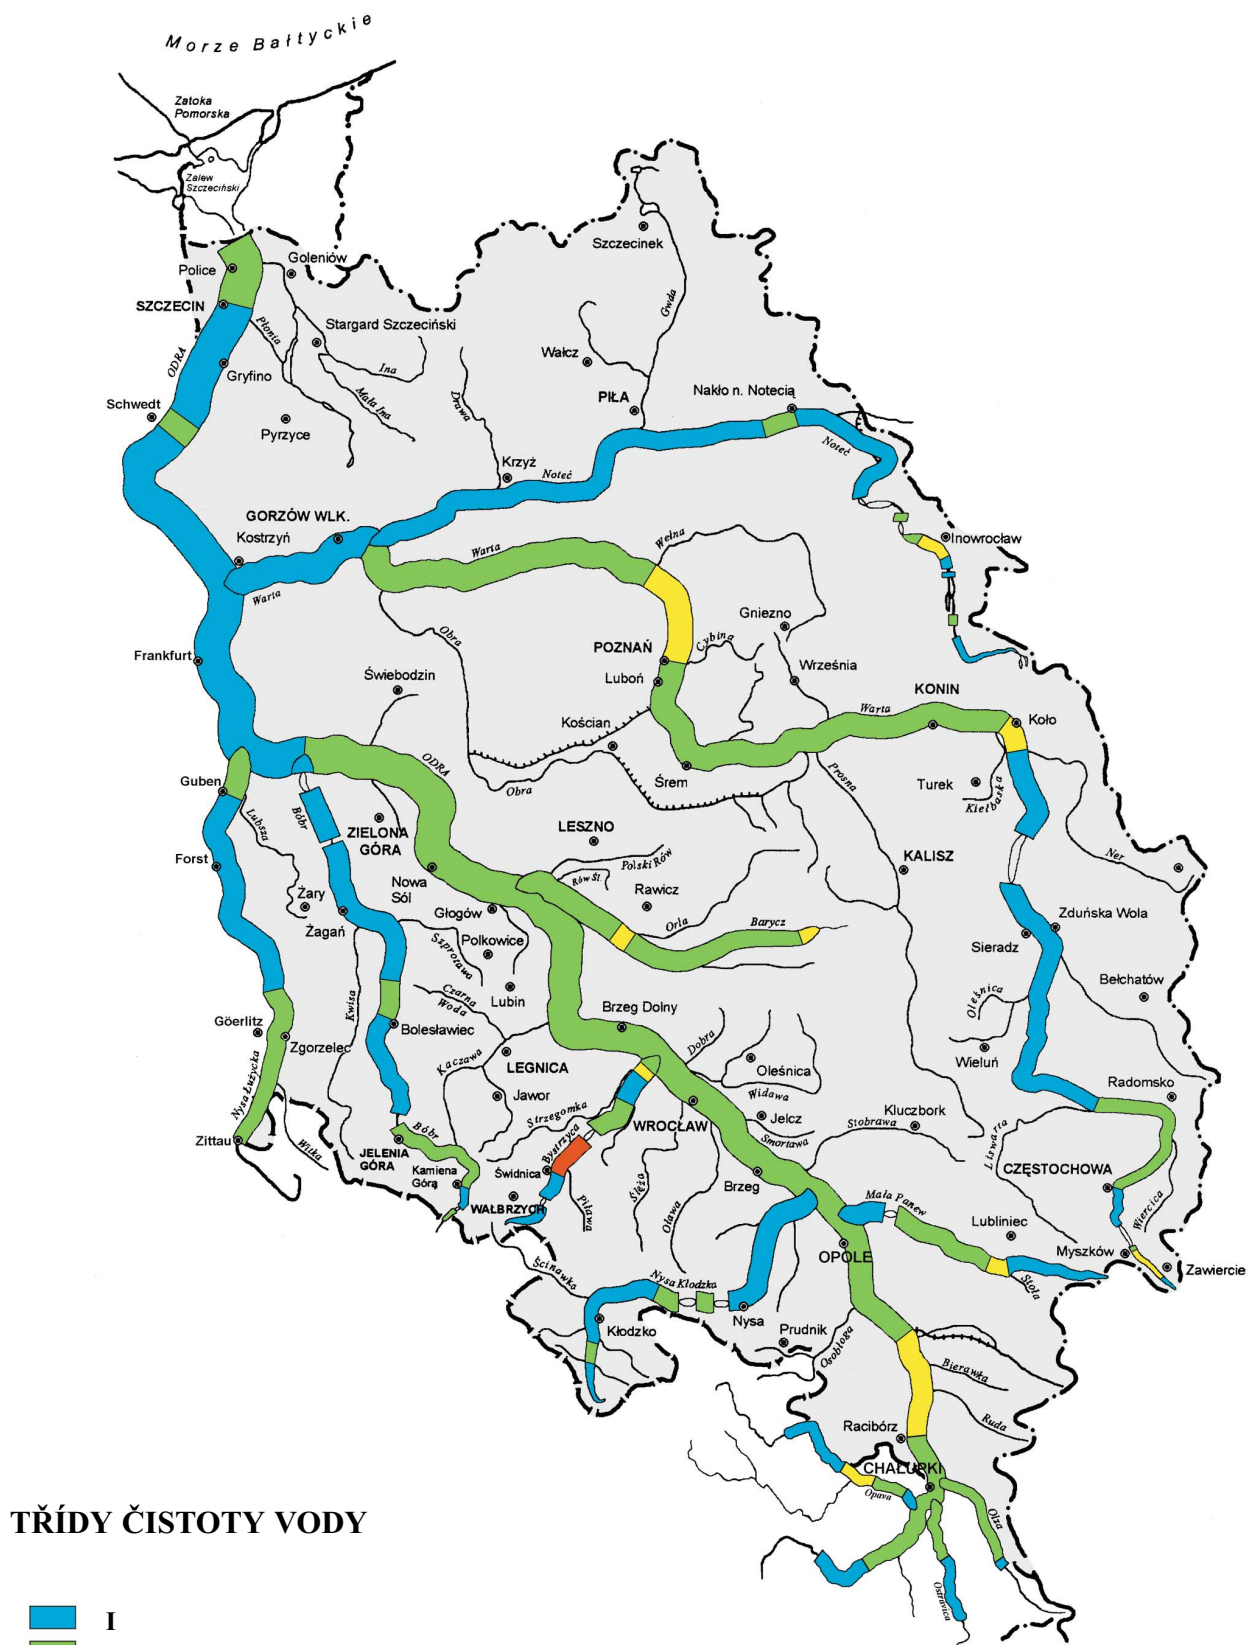 Morze Bałtyckie
Zatoka
Pomorska
Zalew
Szczeciński
Szczecinek
Police
Goleniów
SZCZECIN
Płonia
Stargard Szczeciński
Gwda
ODRA
Ina
Wałcz
Gryfino
Mała Ina
Drawa
PIŁA
Nakło n. Notecią
Schwedt
Pyrzyce
Noteć
Krzyż
Noteć
GORZÓW WLK.
Kostrzyń
Inowrocław
Warta
Wełna
Warta
Gniezno
Obra
POZNAŃ
Cybina
Frankfurt
Września
Świebodzin
Luboń
KONIN
Warta
Koło
Kościan
ODRA
Śrem
Prosna
Guben
Obra
Turek
Kiełbaska
Bóbr
Lubsza
ZIELONA
GÓRA
LESZNO
Ner
Forst
Polski Rów
KALISZ
Nowa
Sól
Rów Śl.
Żary
Rawicz
Głogów
Żagań
Orla
Barycz
Zduńska Wola
Szprotawa
Polkowice
Sieradz
Bełchatów
Czarna
Woda
Lubin
Oleśnica
Kwisa
Göerlitz
Bolesławiec
Brzeg Dolny
Zgorzelec
Dobra
Kaczawa
LEGNICA
Oleśnica
Wieluń
Radomsko
Nysa Łużycka
Jawor
Widawa
Strzegomka
WROCŁAW
Jelcz
Kluczbork
Zittau
Witka
Bóbr
Smortawa
Stobrawa
Liswarta
JELENIA
GÓRA
Bystrzyca
Kamiena
Górą
Świdnica
Brzeg
CZĘSTOCHOWA
WAŁBRZYCH
Piława
Ślęża
Oława
Mała Panew
Wiercica
Lubliniec
Myszków
OPOLE
Zawiercie
Ścinawka
Nysa Kłodzka
Stoła
Nysa
Kłodzko
Prudnik
Osobłoga
Bierawka
Ruda
Racibórz
CHAŁUPKI
Opava
Olza
TŘÍDY ČISTOTY VODY
Ostravica
I